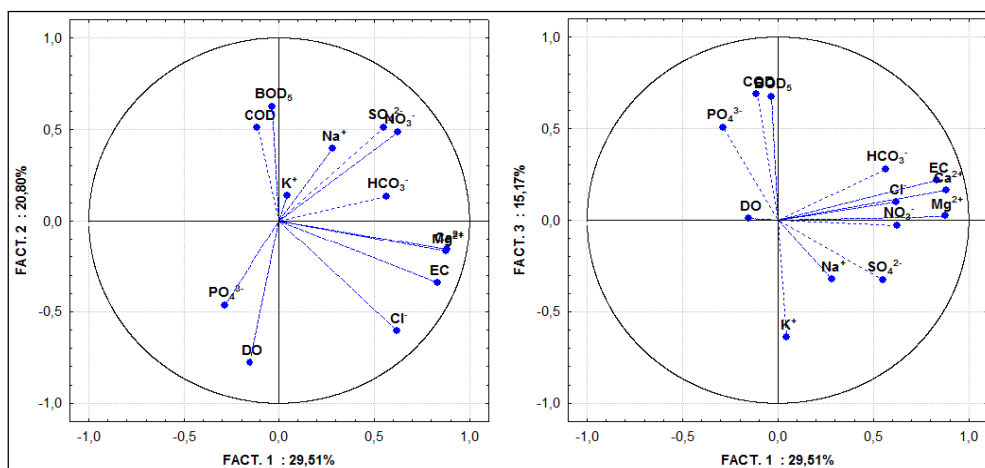 1,0
0,5
0,0
-0,5
-1,0
FACT. 2 : 20,80%
BOD₅
COD
SO₄²⁻
NO₃⁻
Na⁺
K⁺
HCO₃⁻
Ca²⁺
Mg²⁺
EC
PO₄³⁻
Cl⁻
DO
-1,0 -0,5 0,0 0,5 1,0
FACT. 1 : 29,51%
1,0
0,5
0,0
-0,5
-1,0
FACT. 3 : 15,17%
COD
BOD₅
PO₄³⁻
HCO₃⁻
EC
Ca²⁺
Cl⁻
Mg²⁺
DO
NO₃⁻
Na⁺
SO₄²⁻
K⁺
-1,0 -0,5 0,0 0,5 1,0
FACT. 1 : 29,51%